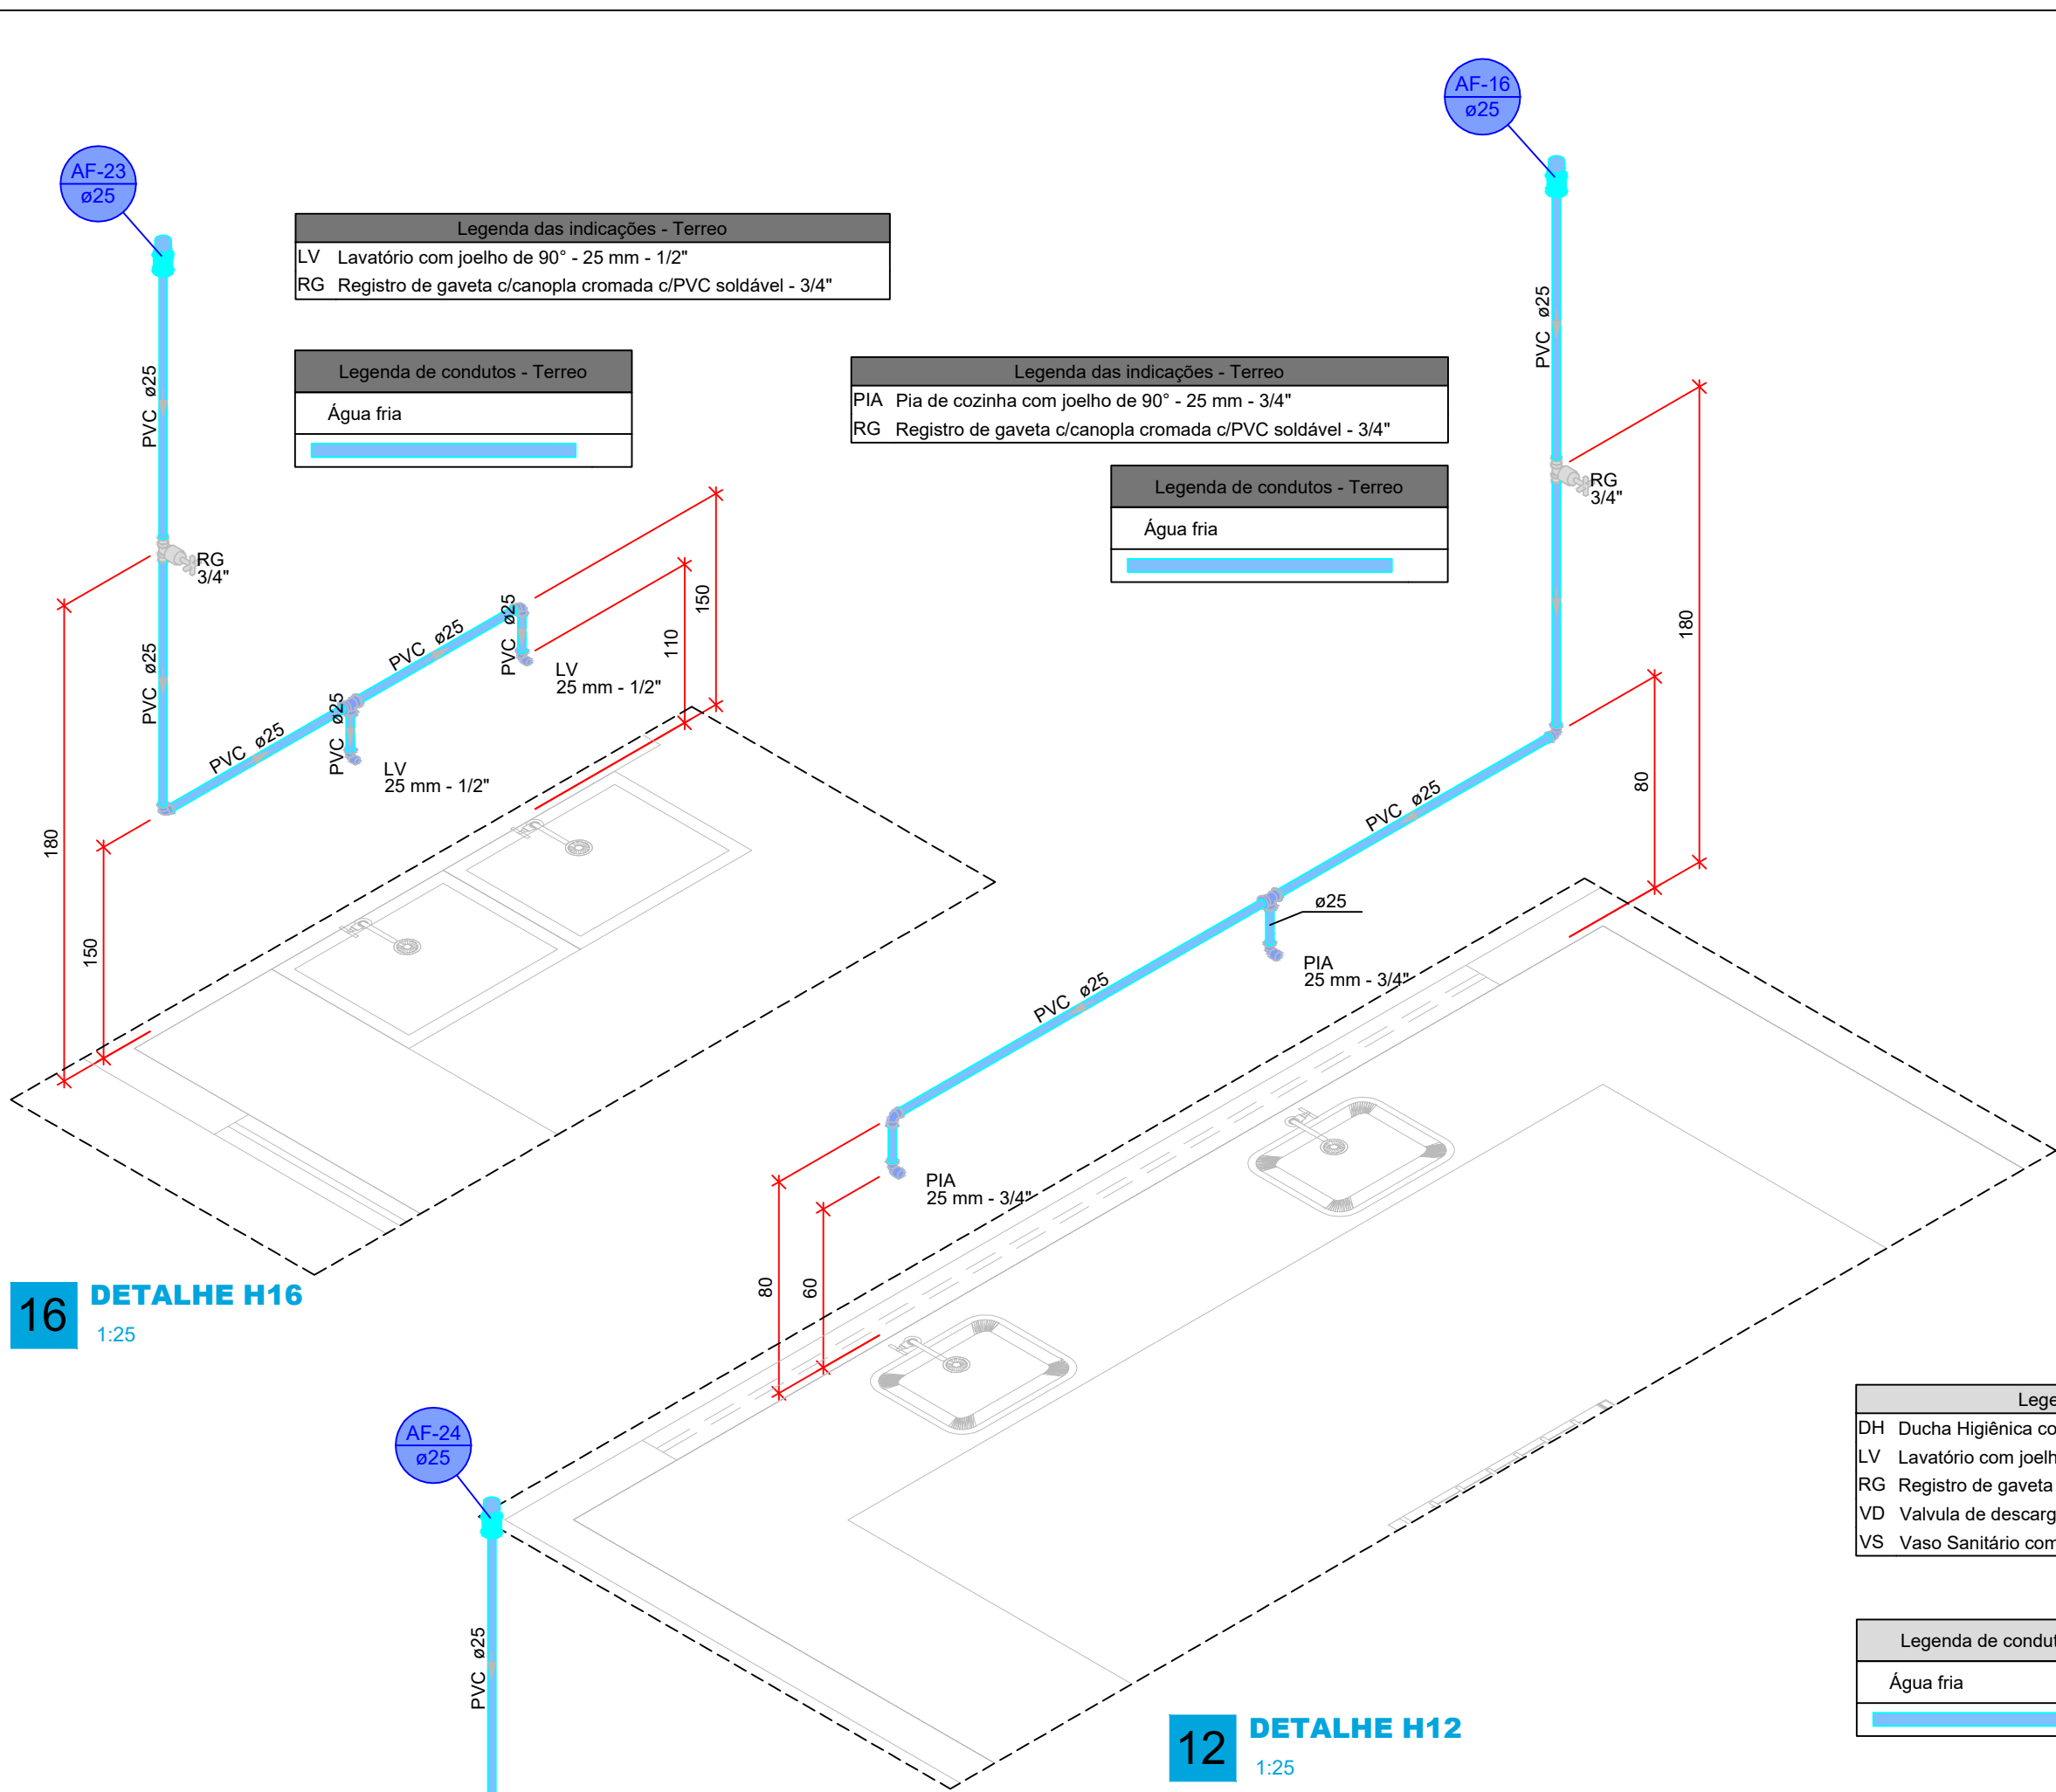 AF-16
ø25
AF-23
ø25
Legenda das indicações - Terreo
LV Lavatório com joelho de 90° - 25 mm - 1/2"
RG Registro de gaveta c/canopla cromada c/PVC soldável - 3/4"
Legenda de condutos - Terreo
Água fria
PVC ø25
RG
3/4"
PVC ø25
PVC ø25
PVC ø25
PVC ø25
PVC ø25
LV
25 mm - 1/2"
LV
25 mm - 1/2"
110
150
180
150
16
DETALHE H16
1:25
Legenda das indicações - Terreo
PIA Pia de cozinha com joelho de 90° - 25 mm - 3/4"
RG Registro de gaveta c/canopla cromada c/PVC soldável - 3/4"
Legenda de condutos - Terreo
Água fria
PVC ø25
RG
3/4"
180
80
PVC ø25
ø25
PIA
25 mm - 3/4"
PVC ø25
PIA
25 mm - 3/4"
80
60
12
DETALHE H12
1:25
AF-24
ø25
PVC ø25
Lege
DH Ducha Higiênica co
LV Lavatório com joelh
RG Registro de gaveta
VD Valvula de descarg
VS Vaso Sanitário com
Legenda de condut
Água fria